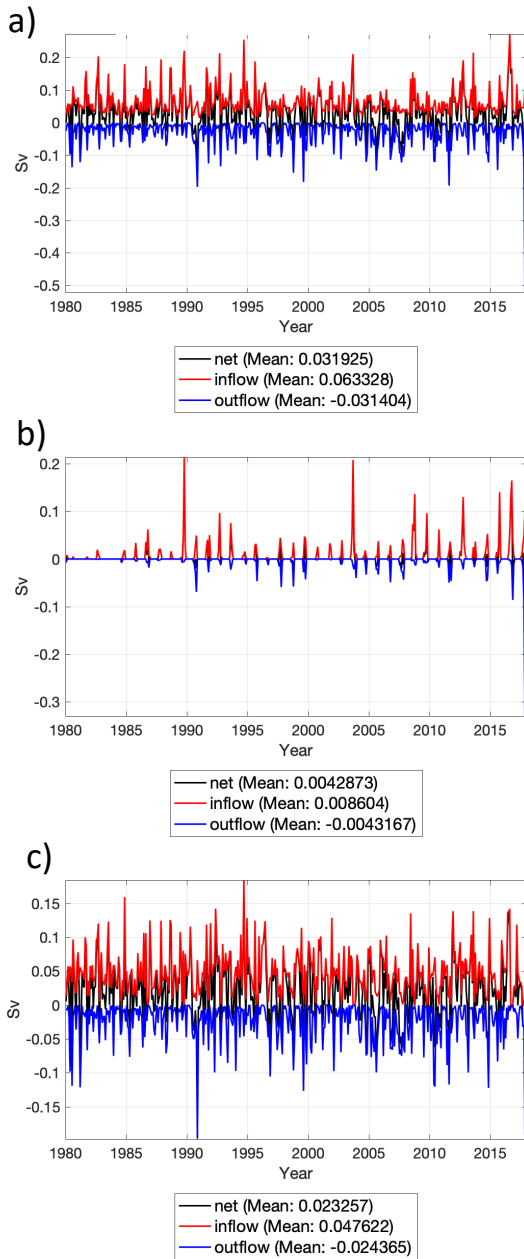 a)
0.2
0.1
0
-0.1
-0.2
-0.3
-0.4
-0.5
Sv
1980 1985 1990 1995 2000 2005 2010 2015
Year
net (Mean: 0.031925)
inflow (Mean: 0.063328)
outflow (Mean: -0.031404)
b)
0.2
0.1
0
-0.1
-0.2
-0.3
Sv
1980 1985 1990 1995 2000 2005 2010 2015
Year
net (Mean: 0.0042873)
inflow (Mean: 0.008604)
outflow (Mean: -0.0043167)
c)
0.15
0.1
0.05
0
-0.05
-0.1
-0.15
Sv
1980 1985 1990 1995 2000 2005 2010 2015
Year
net (Mean: 0.023257)
inflow (Mean: 0.047622)
outflow (Mean: -0.024365)